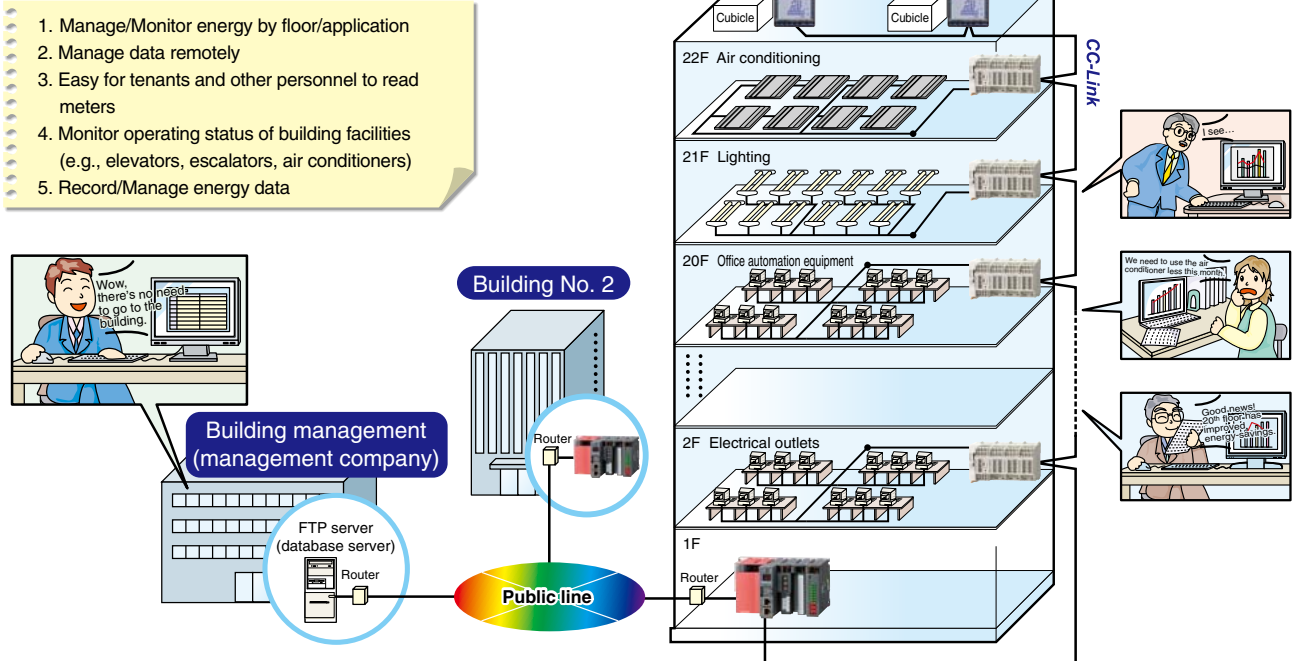 1. Manage/Monitor energy by floor/application
2. Manage data remotely
3. Easy for tenants and other personnel to read
meters
4. Monitor operating status of building facilities
(e.g., elevators, escalators, air conditioners)
5. Record/Manage energy data
Cubicle
Cubicle
CC-Link
22F Air conditioning
I see...
21F Lighting
20F Office automation equipment
We need to use the air
conditioner less this month.
Wow,
there's no need
to go to the
building.
Building No. 2
Router
Good news!
20th floor has
improved
energy-savings.
Building management
(management company)
2F Electrical outlets
FTP server
(database server)
Router
Public line
1F
Router